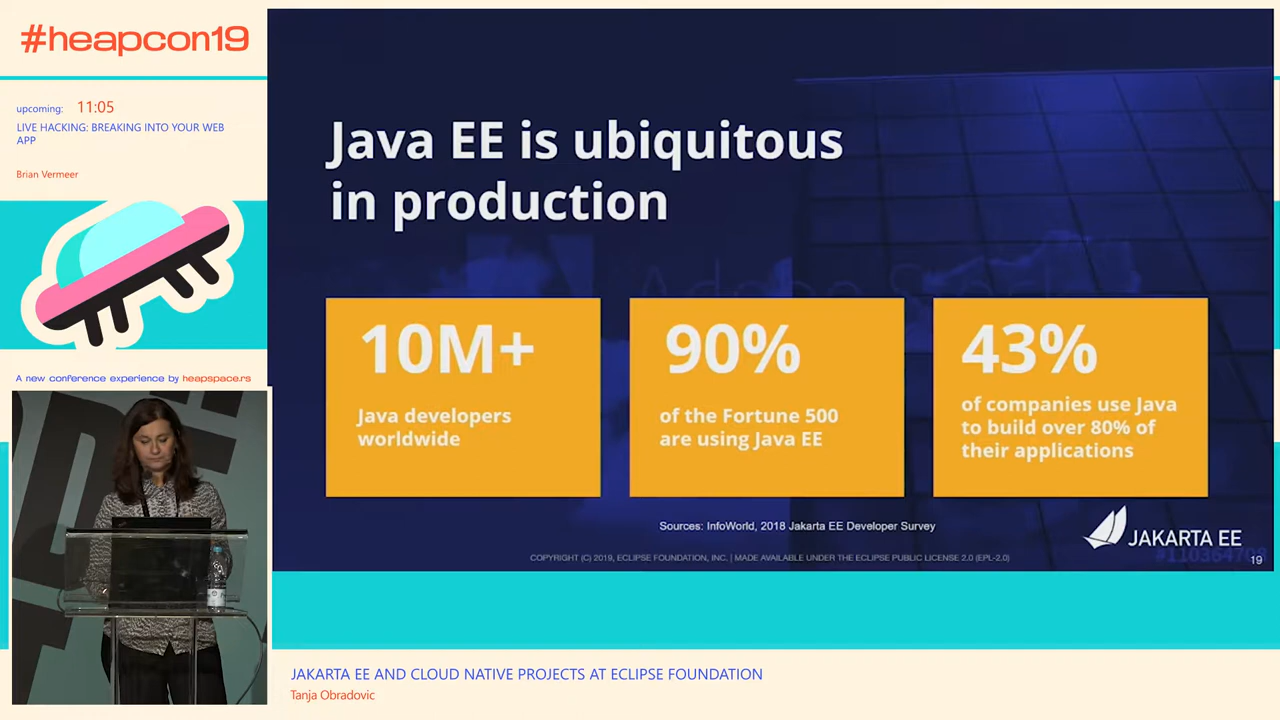 #heapcon19
upcoming: 11:05
LIVE HACKING: BREAKING INTO YOUR WEB
APP
Brian Vermeer
A new conference experience by heapspace.rs
Java EE is ubiquitous
in production
10M+
Java developers
worldwide
90%
of the Fortune 500
are using Java EE
43%
of companies use Java
to build over 80% of
their applications
Sources: InfoWorld, 2018 Jakarta EE Developer Survey
JAKARTA EE
COPYRIGHT (C) 2019, ECLIPSE FOUNDATION, INC. | MADE AVAILABLE UNDER THE ECLIPSE PUBLIC LICENSE 2.0 (EPL-2.0)
19
JAKARTA EE AND CLOUD NATIVE PROJECTS AT ECLIPSE FOUNDATION
Tanja Obradovic